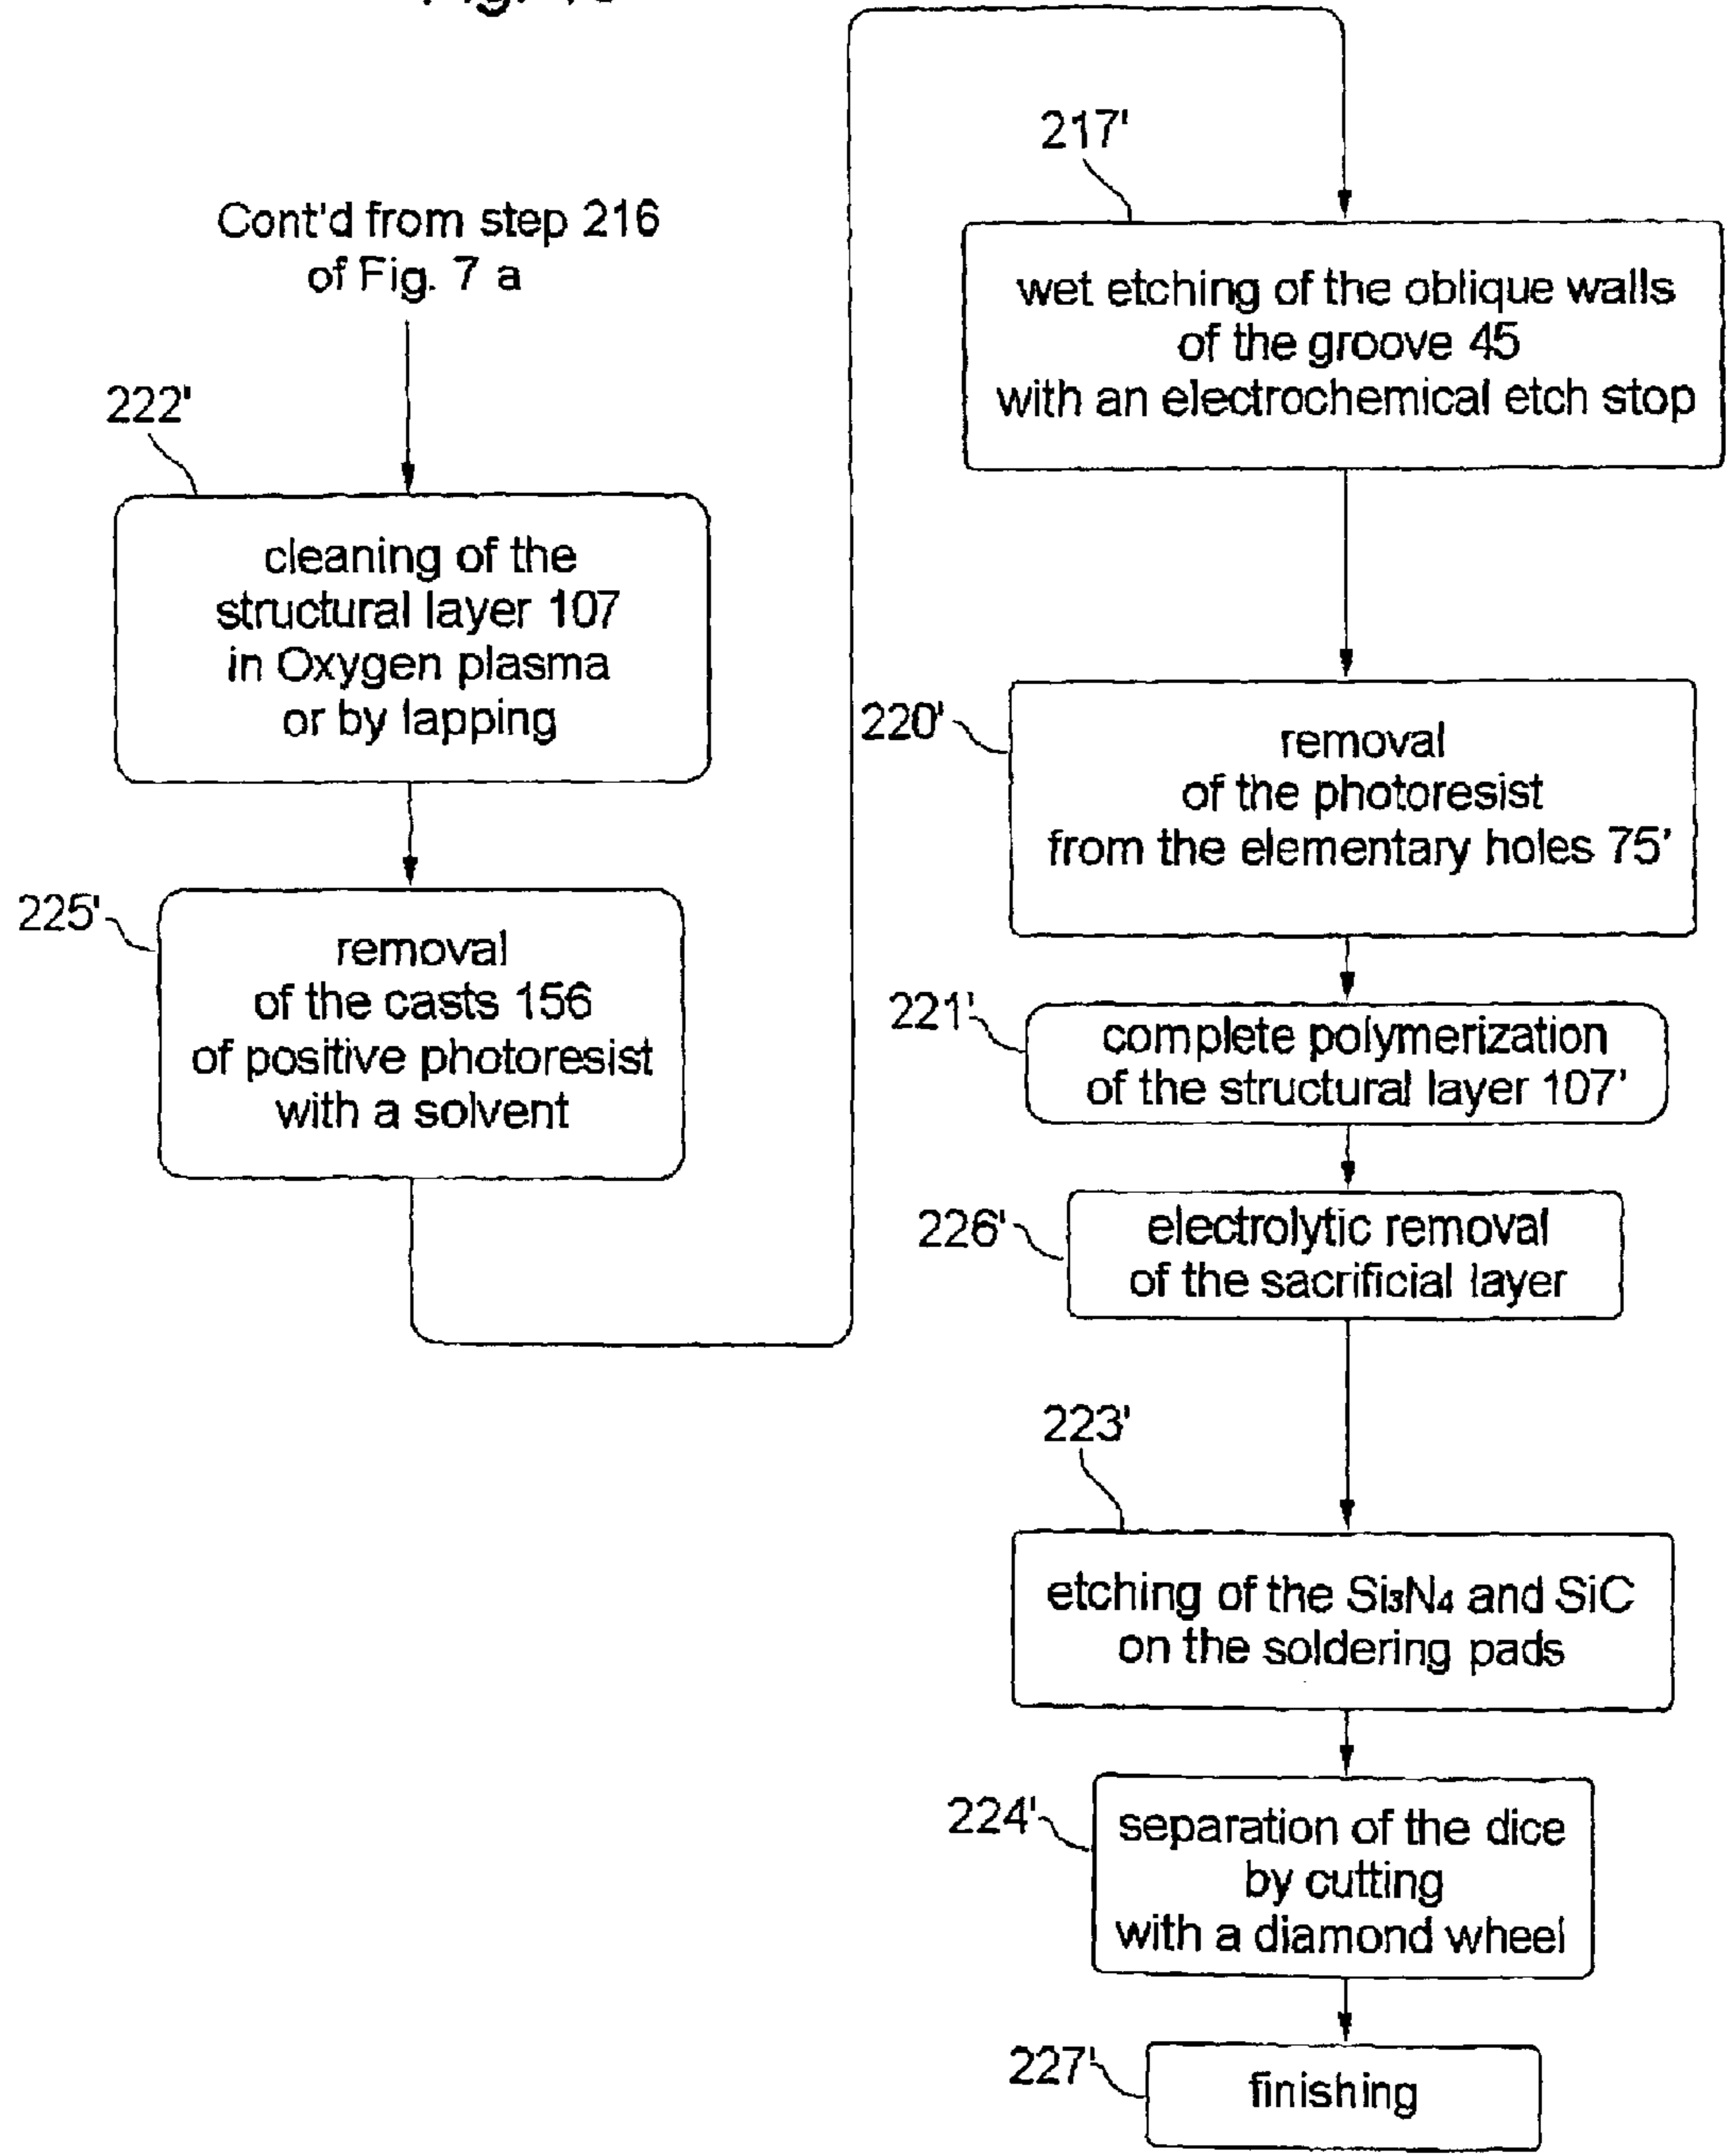 Cont'd from step 216
of Fig. 7 a
222'
cleaning of the
structural layer 107
in Oxygen plasma
or by lapping
225'
removal
of the casts 156
of positive photoresist
with a solvent
217'
wet etching of the oblique walls
of the groove 45
with an electrochemical etch stop
220'
removal
of the photoresist
from the elementary holes 75'
221'
complete polymerization
of the structural layer 107'
226'
electrolytic removal
of the sacrificial layer
223'
etching of the Si₃N₄ and SiC
on the soldering pads
224'
separation of the dice
by cutting
with a diamond wheel
227'
finishing